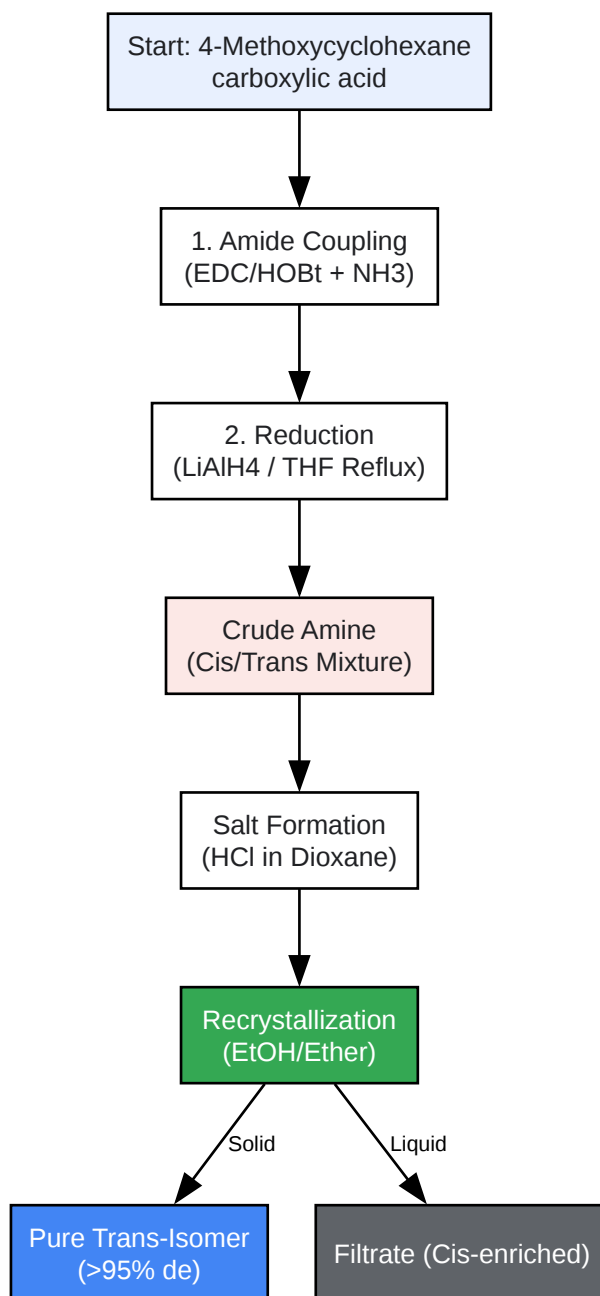 Start: 4-Methoxycyclohexane
carboxylic acid
1. Amide Coupling
(EDC/HOBt + NH3)
2. Reduction
(LiAlH4 / THF Reflux)
Crude Amine
(Cis/Trans Mixture)
Salt Formation
(HCl in Dioxane)
Recrystallization
(EtOH/Ether)
Solid
Liquid
Pure Trans-Isomer
(>95% de)
Filtrate (Cis-enriched)